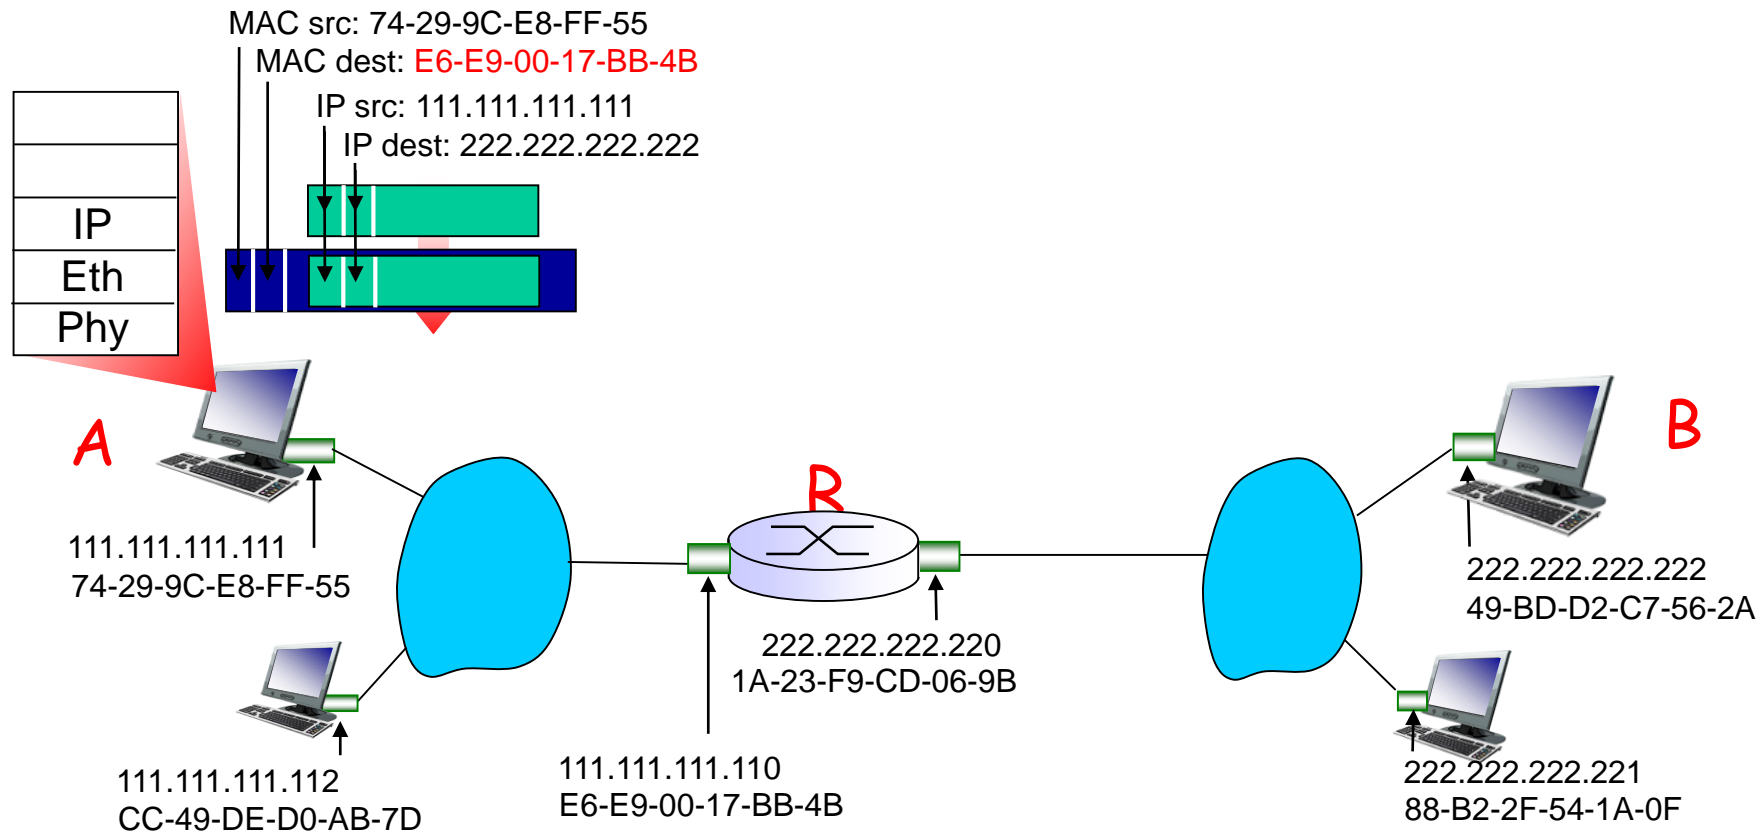 MAC src: 74-29-9C-E8-FF-55
MAC dest: E6-E9-00-17-BB-4B
IP src: 111.111.111.111
IP dest: 222.222.222.222
IP
Eth
Phy
A
R
B
111.111.111.111
74-29-9C-E8-FF-55
222.222.222.222
49-BD-D2-C7-56-2A
222.222.222.220
1A-23-F9-CD-06-9B
111.111.111.112
CC-49-DE-D0-AB-7D
111.111.111.110
E6-E9-00-17-BB-4B
222.222.222.221
88-B2-2F-54-1A-0F